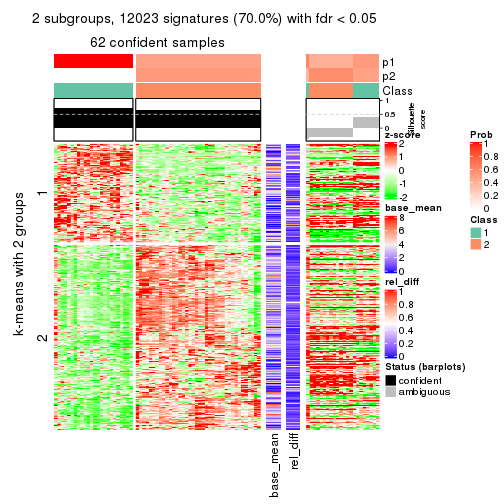 2 subgroups, 12023 signatures (70.0%) with fdr < 0.05
62 confident samples
p1
p2
Class
1
0.5
0
Silhouette
score
k-means with 2 groups
1
2
base_mean
rel_diff
z-score
2
1
0
-1
-2
base_mean
8
6
4
2
0
rel_diff
1
0.8
0.6
0.4
0.2
0
Status (barplots)
confident
ambiguous
Prob
1
0.8
0.6
0.4
0.2
0
Class
1
2